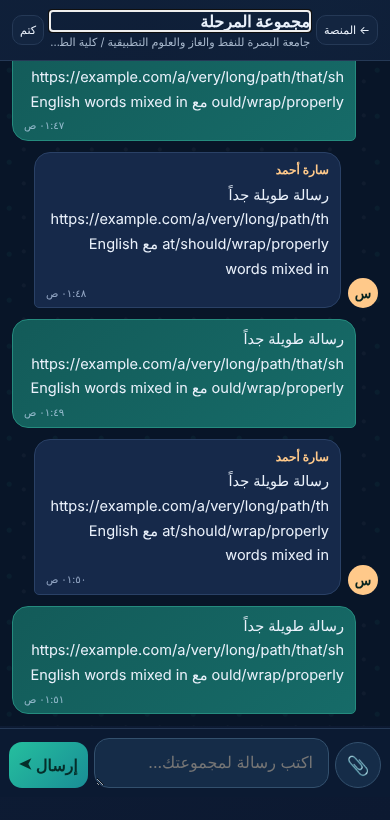 ← المنصة
مجموعة المرحلة
جامعة البصرة للنفط والغاز والعلوم التطبيقية / كلية الط...
كتم
https://example.com/a/very/long/path/that/sh
ould/wrap/properly مع English words mixed in
٠١:٤٧ ص
سارة أحمد
رسالة طويلة جداً
https://example.com/a/very/long/path/th
at/should/wrap/properly مع English
words mixed in
٠١:٤٨ ص
س
رسالة طويلة جداً
https://example.com/a/very/long/path/that/sh
ould/wrap/properly مع English words mixed in
٠١:٤٩ ص
سارة أحمد
رسالة طويلة جداً
https://example.com/a/very/long/path/th
at/should/wrap/properly مع English
words mixed in
٠١:٥٠ ص
س
رسالة طويلة جداً
https://example.com/a/very/long/path/that/sh
ould/wrap/properly مع English words mixed in
٠١:٥١ ص
اكتب رسالة لمجموعتك...
إرسال ➤